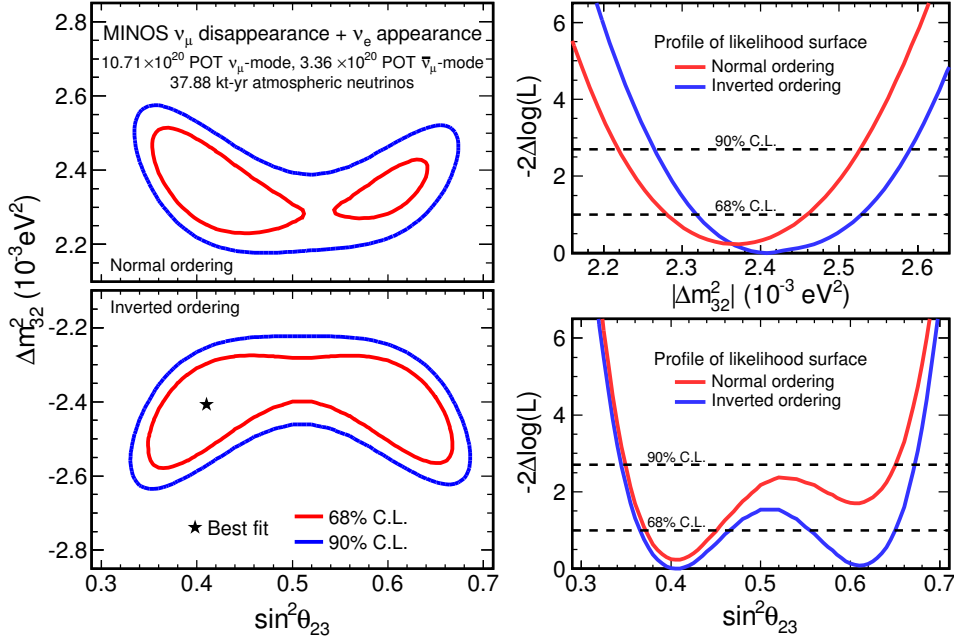 MINOS νμ disappearance + νe appearance
10.71×10²⁰ POT νμ-mode, 3.36 ×10²⁰ POT ν̅μ-mode
37.88 kt-yr atmospheric neutrinos
2.8
2.6
2.4
2.2
Normal ordering
Δm²₃₂ (10⁻³eV²)
Inverted ordering
-2.2
-2.4
-2.6
-2.8
★ Best fit
68% C.L.
90% C.L.
0.3 0.4 0.5 0.6 0.7
sin²θ₂₃
-2Δlog(L)
6
4
2
0
Profile of likelihood surface
Normal ordering
Inverted ordering
90% C.L.
68% C.L.
2.2 2.3 2.4 2.5 2.6
|Δm²₃₂| (10⁻³ eV²)
-2Δlog(L)
6
4
2
0
Profile of likelihood surface
Normal ordering
Inverted ordering
90% C.L.
68% C.L.
0.3 0.4 0.5 0.6 0.7
sin²θ₂₃